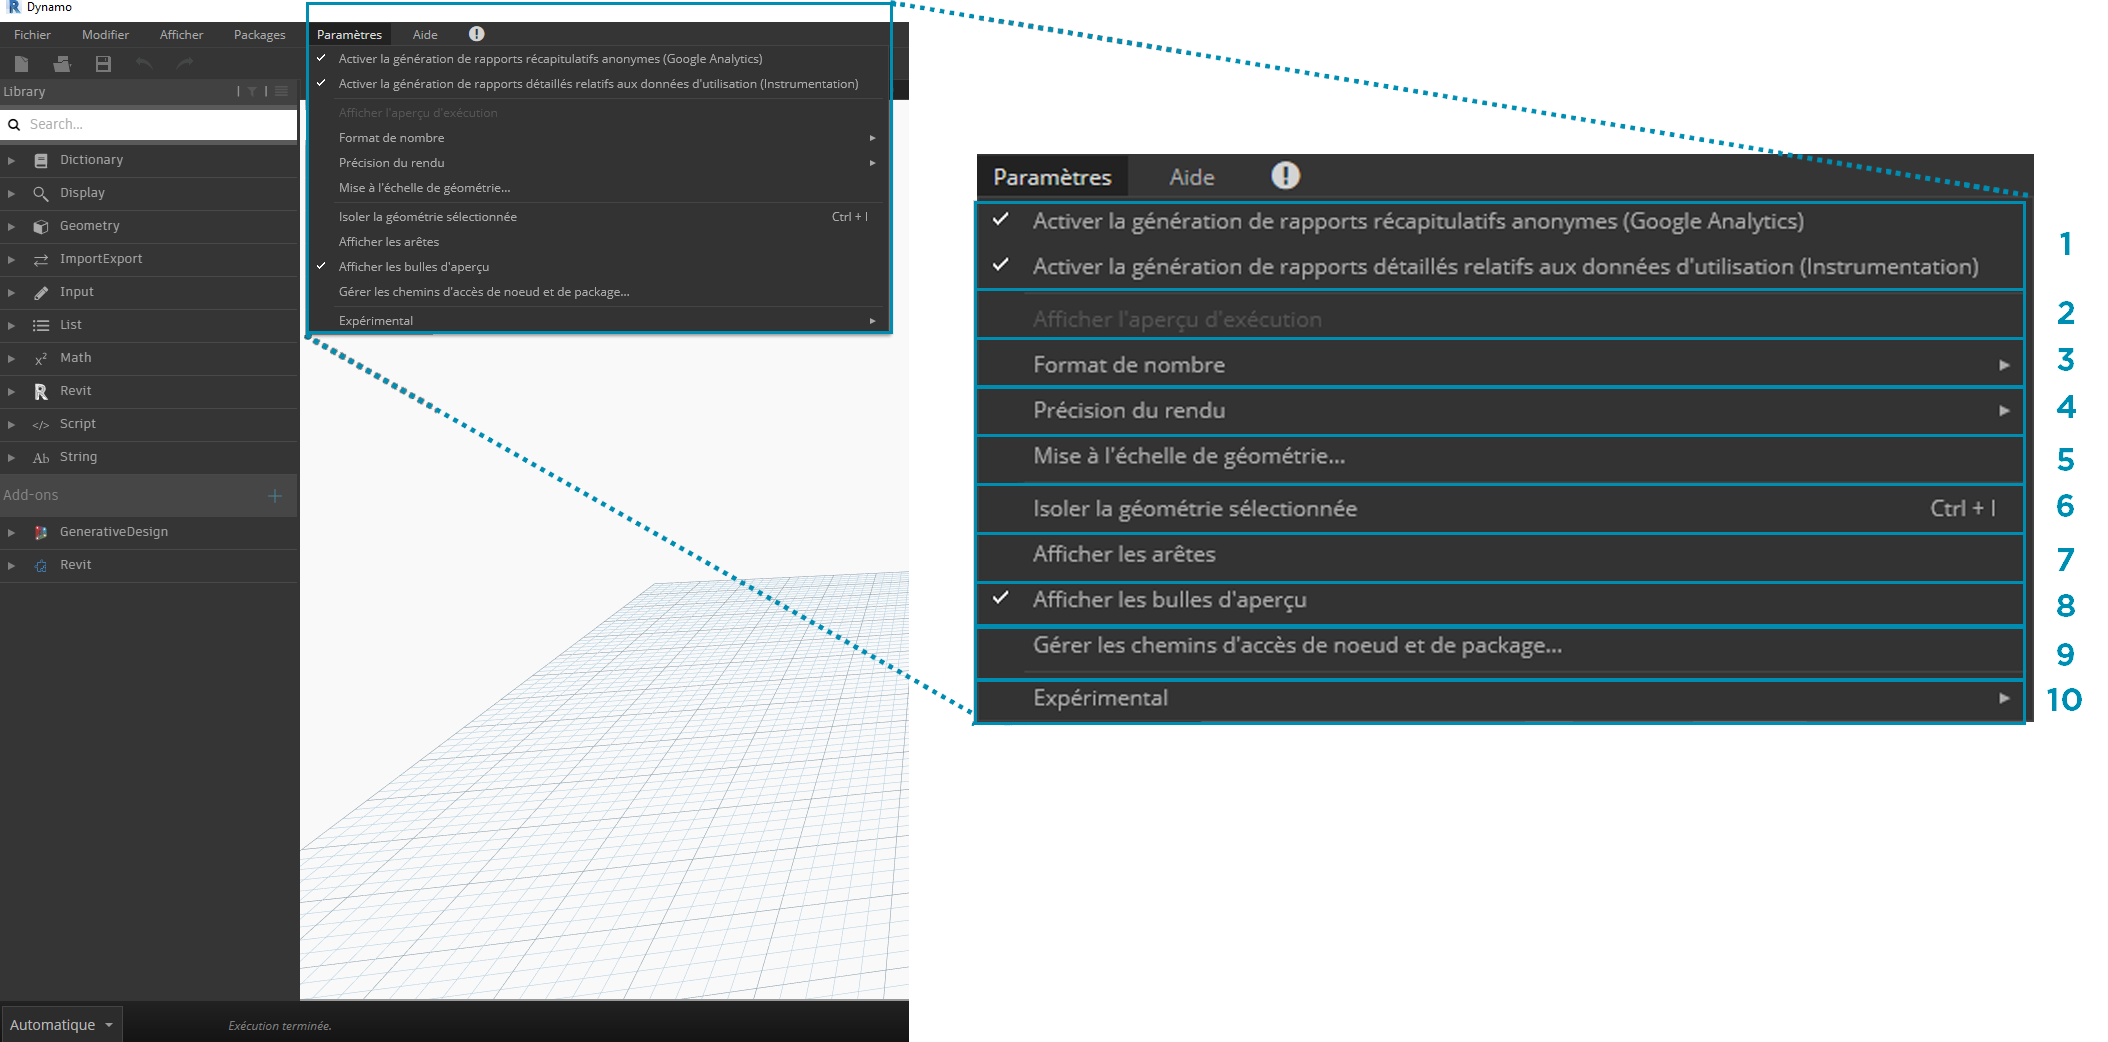 Dynamo
Fichier Modifier Afficher Packages Paramètres Aide
Activer la génération de rapports récapitulatifs anonymes (Google Analytics)
Activer la génération de rapports détaillés relatifs aux données d'utilisation (Instrumentation)
Afficher l'aperçu d'exécution
Format de nombre
Précision du rendu
Mise à l'échelle de géométrie...
Isoler la géométrie sélectionnée Ctrl + I
Afficher les arêtes
Afficher les bulles d'aperçu
Gérer les chemins d'accès de noeud et de package...
Expérimental
Library
Search...
Dictionary
Display
Geometry
ImportExport
Input
List
Math
Revit
Script
String
Add-ons
GenerativeDesign
Revit
Automatique
Exécution terminée.
Paramètres Aide
Activer la génération de rapports récapitulatifs anonymes (Google Analytics)
1
Activer la génération de rapports détaillés relatifs aux données d'utilisation (Instrumentation)
Afficher l'aperçu d'exécution 2
Format de nombre 3
Précision du rendu 4
Mise à l'échelle de géométrie... 5
Isoler la géométrie sélectionnée Ctrl + I 6
Afficher les arêtes 7
Afficher les bulles d'aperçu 8
Gérer les chemins d'accès de noeud et de package... 9
Expérimental 10